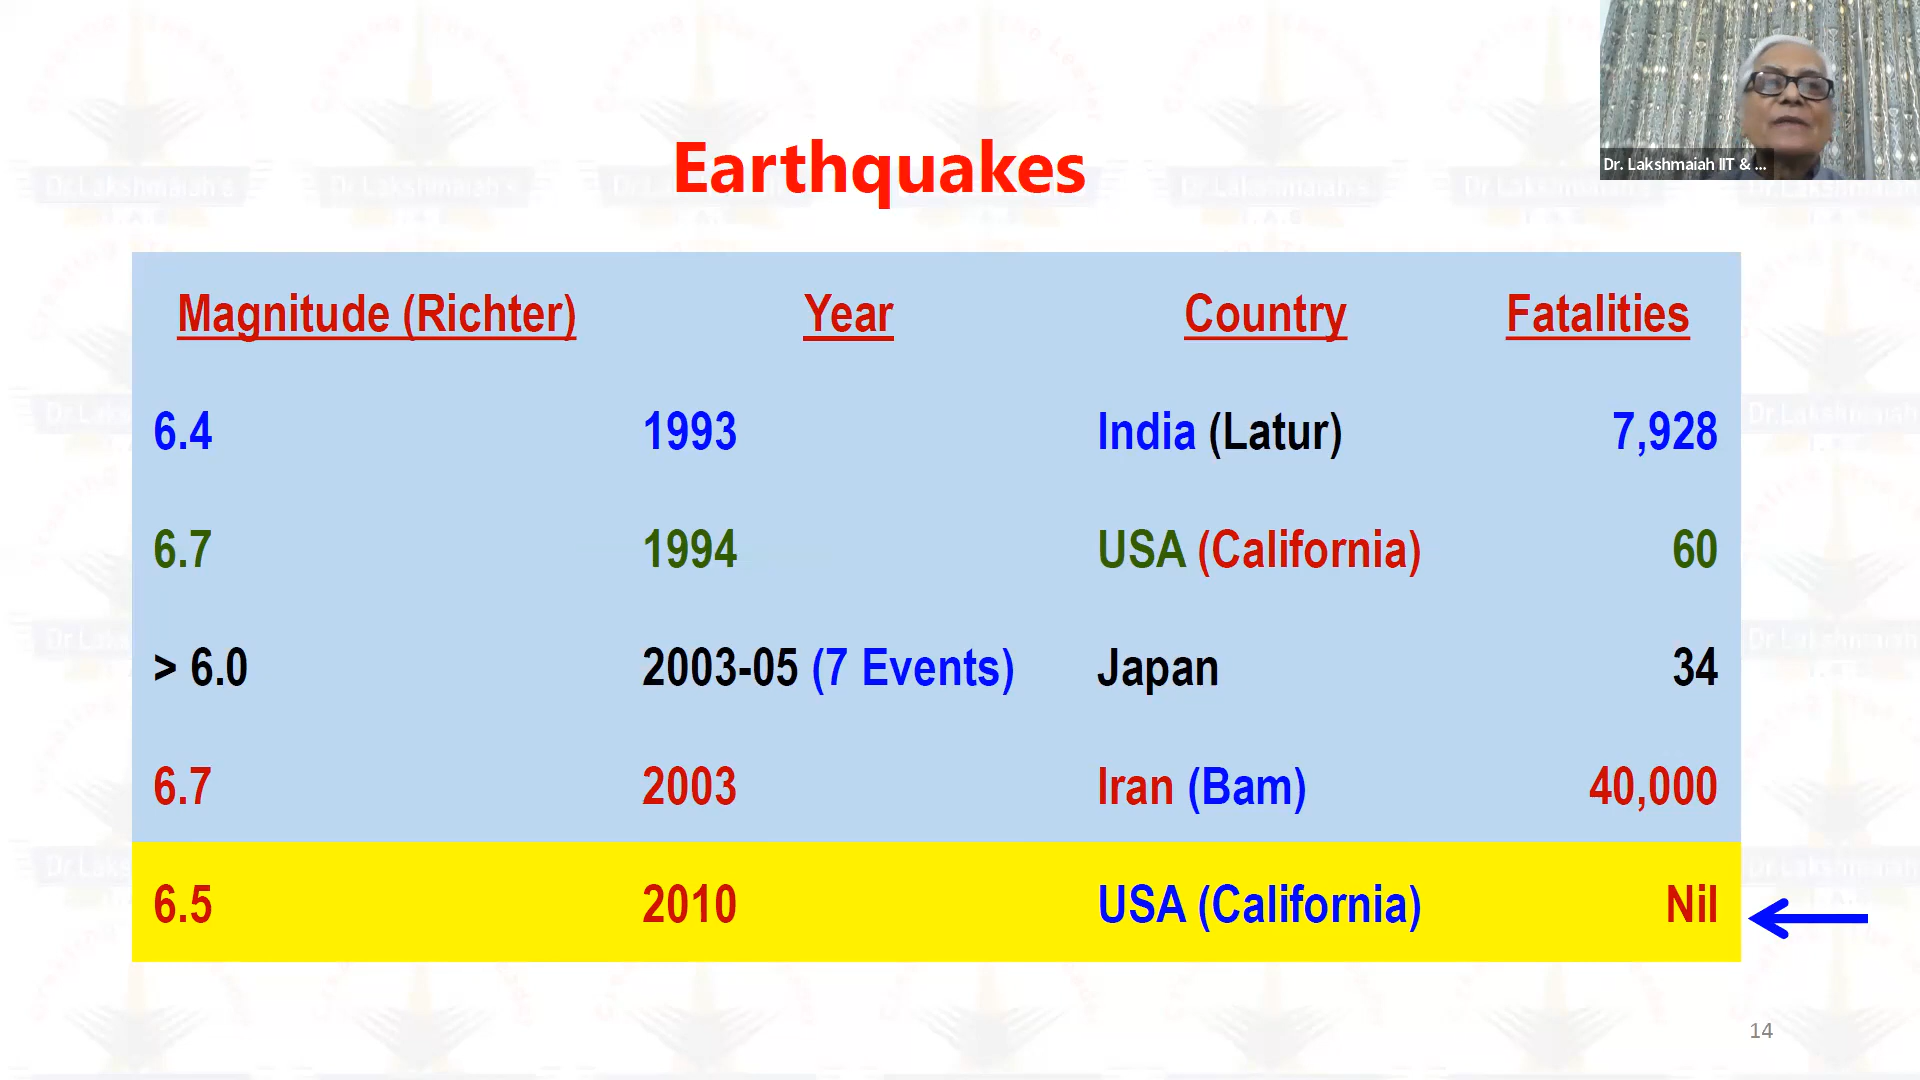 Dr. Lakshmaiah IIT & ...
Earthquakes
Magnitude (Richter) Year Country Fatalities
6.4 1993 India (Latur) 7,928
6.7 1994 USA (California) 60
> 6.0 2003-05 (7 Events) Japan 34
6.7 2003 Iran (Bam) 40,000
6.5 2010 USA (California) Nil
14